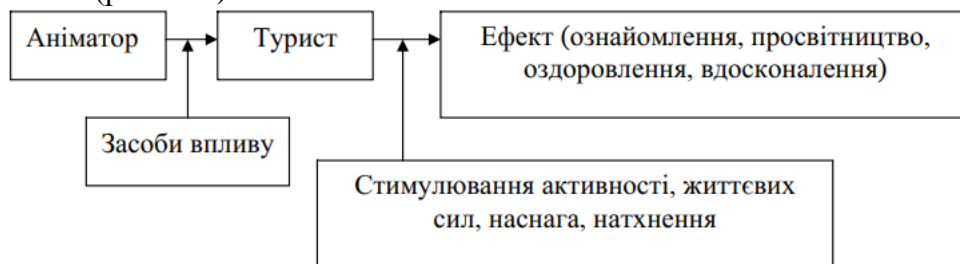 Аніматор
Турист
Ефект (ознайомлення, просвітництво,
оздоровлення, вдосконалення)
Засоби впливу
Стимулювання активності, життєвих
сил, наснага, натхнення